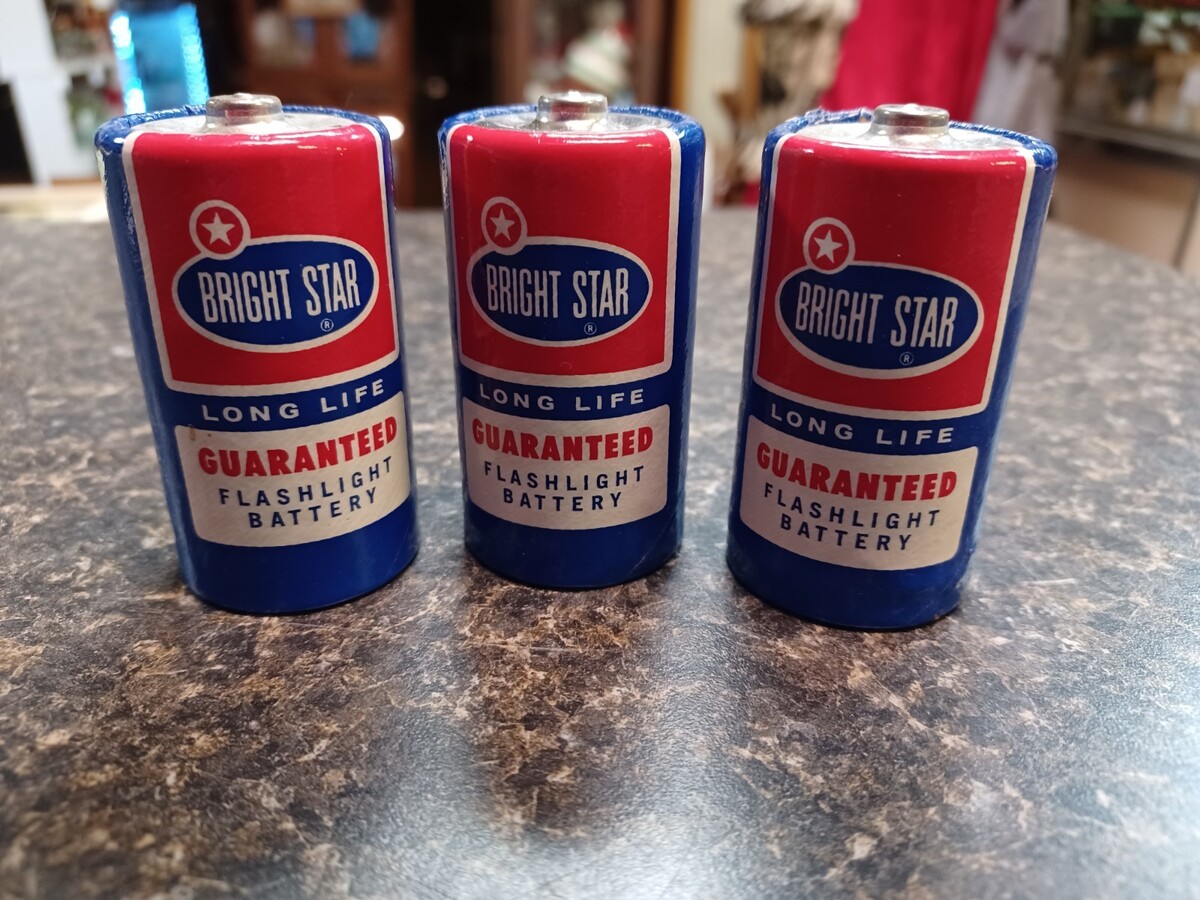 BRIGHT STAR
®
LONG LIFE
GUARANTEED
FLASHLIGHT
BATTERY
BRIGHT STAR
®
LONG LIFE
GUARANTEED
FLASHLIGHT
BATTERY
BRIGHT STAR
®
LONG LIFE
GUARANTEED
FLASHLIGHT
BATTERY